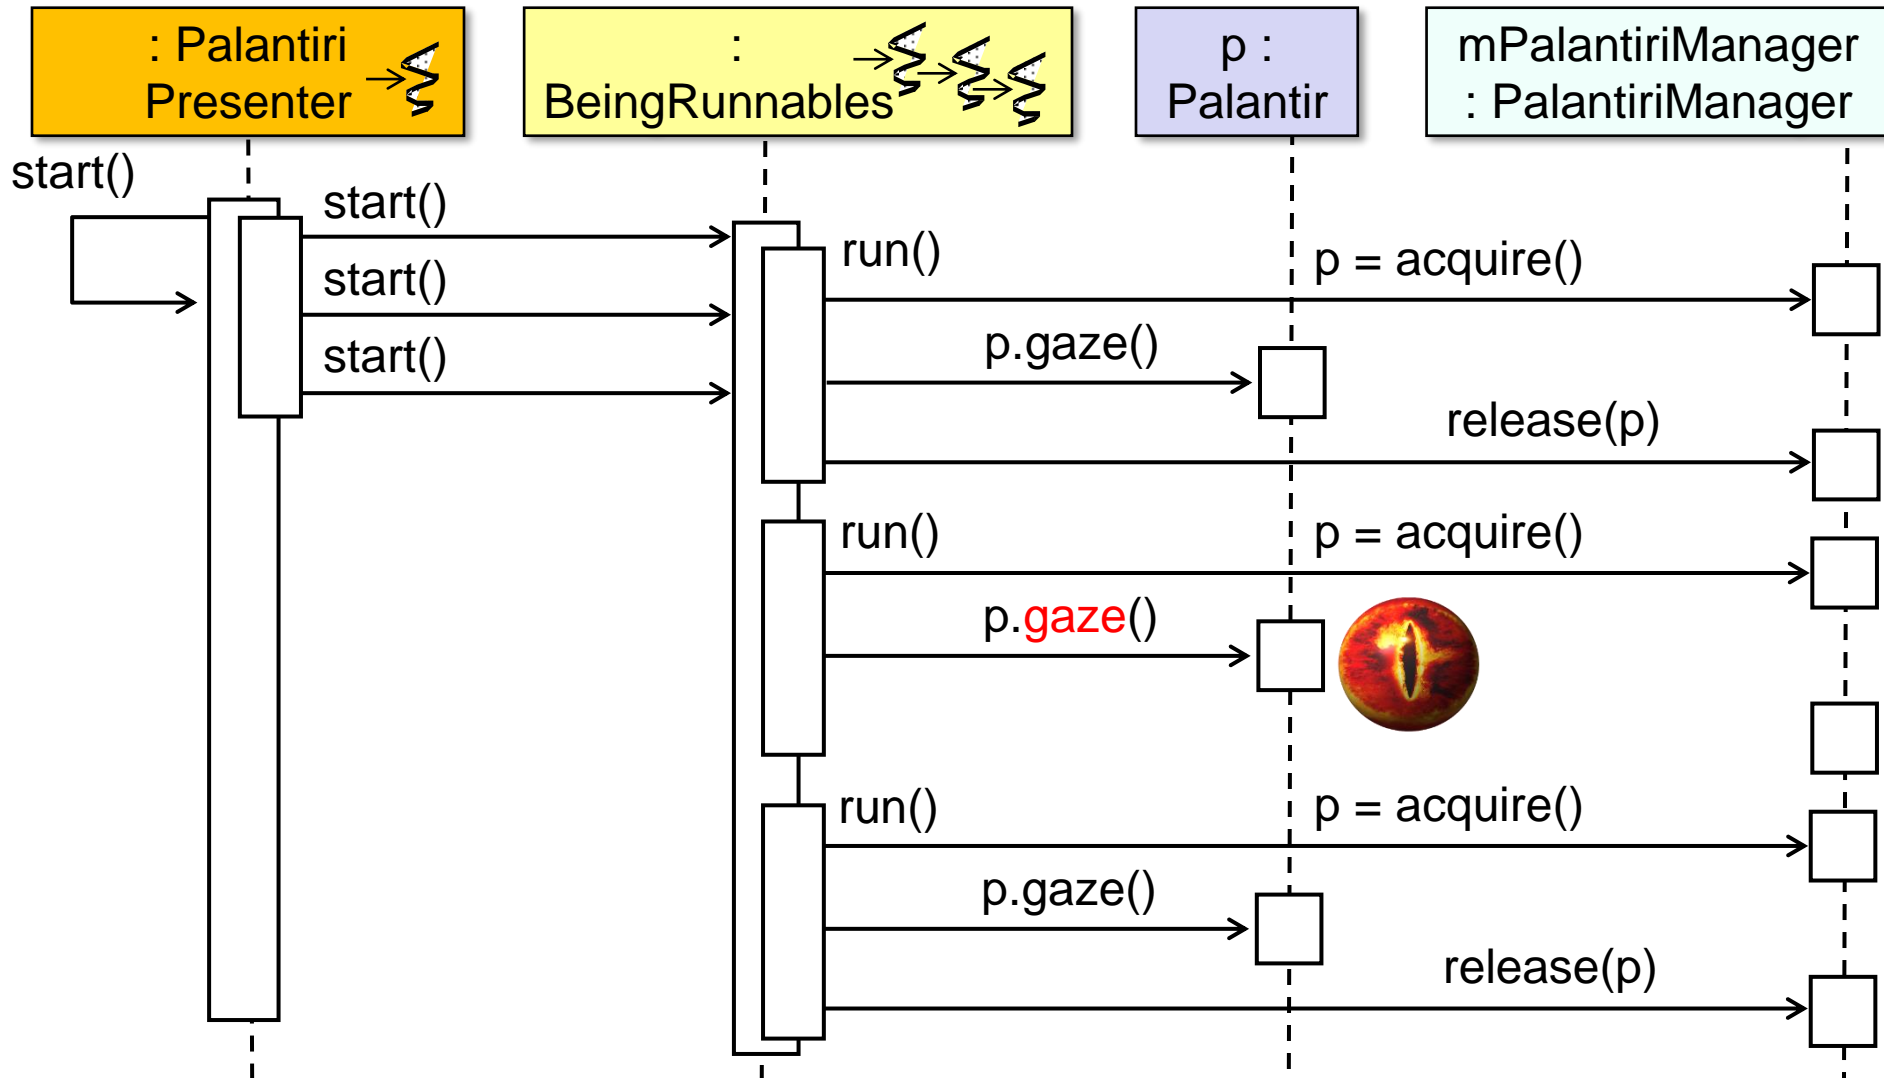 : Palantiri
Presenter
:
BeingRunnables
p :
Palantir
mPalantiriManager
: PalantiriManager
start()
start()
start()
start()
run()
p = acquire()
p.gaze()
release(p)
run()
p = acquire()
p.gaze()
run()
p = acquire()
p.gaze()
release(p)